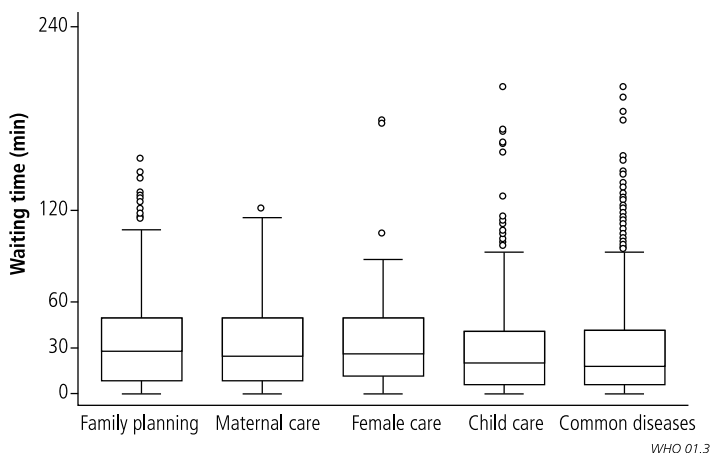 240
Waiting time (min)
120
60
30
0
Family planning Maternal care Female care Child care Common diseases
WHO 01.3